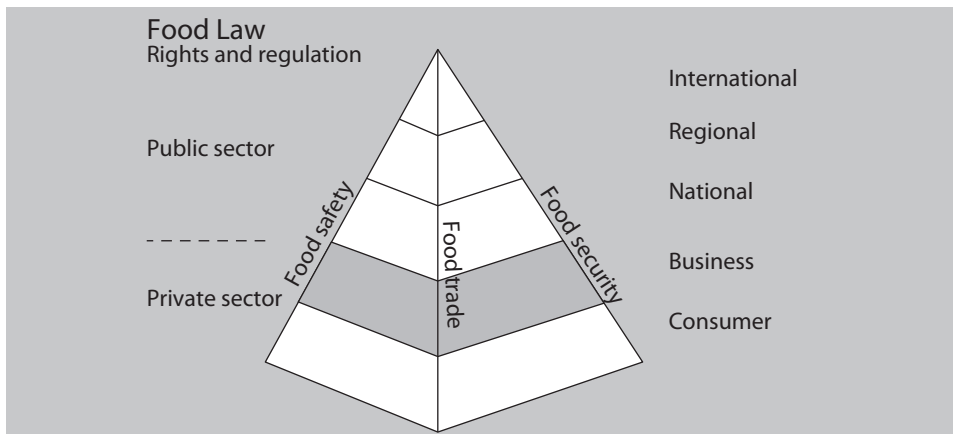 Food Law
Rights and regulation
Public sector
Private sector
Food safety
Food trade
Food security
International
Regional
National
Business
Consumer